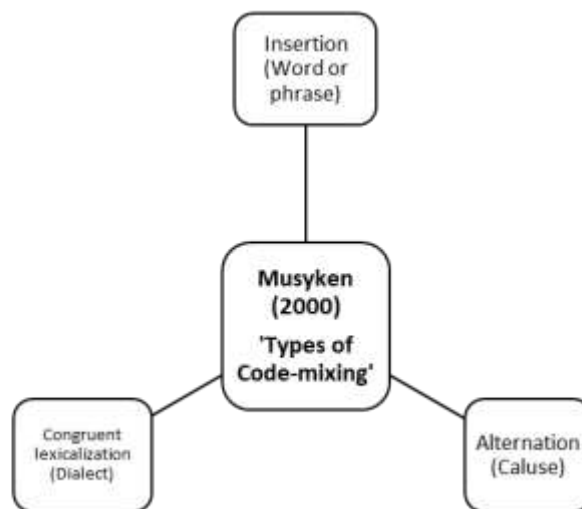 Insertion
(Word or
phrase)
Musyken
(2000)
'Types of
Code-mixing'
Congruent
lexicalization
(Dialect)
Alternation
(Caluse)